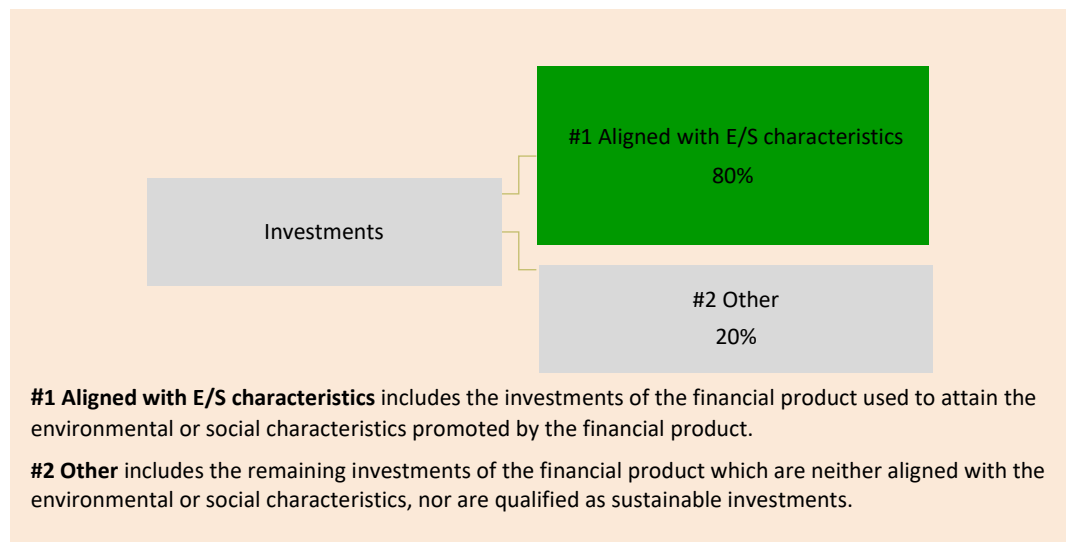 #1 Aligned with E/S characteristics
80%
Investments
#2 Other
20%
#1 Aligned with E/S characteristics includes the investments of the financial product used to attain the
environmental or social characteristics promoted by the financial product.
#2 Other includes the remaining investments of the financial product which are neither aligned with the
environmental or social characteristics, nor are qualified as sustainable investments.